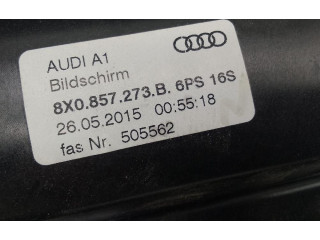 AUDI A1
Bildschirm
8X0.857.273.B. 6PS 16S
26.05.2015 00:55:18
fas Nr. 505562